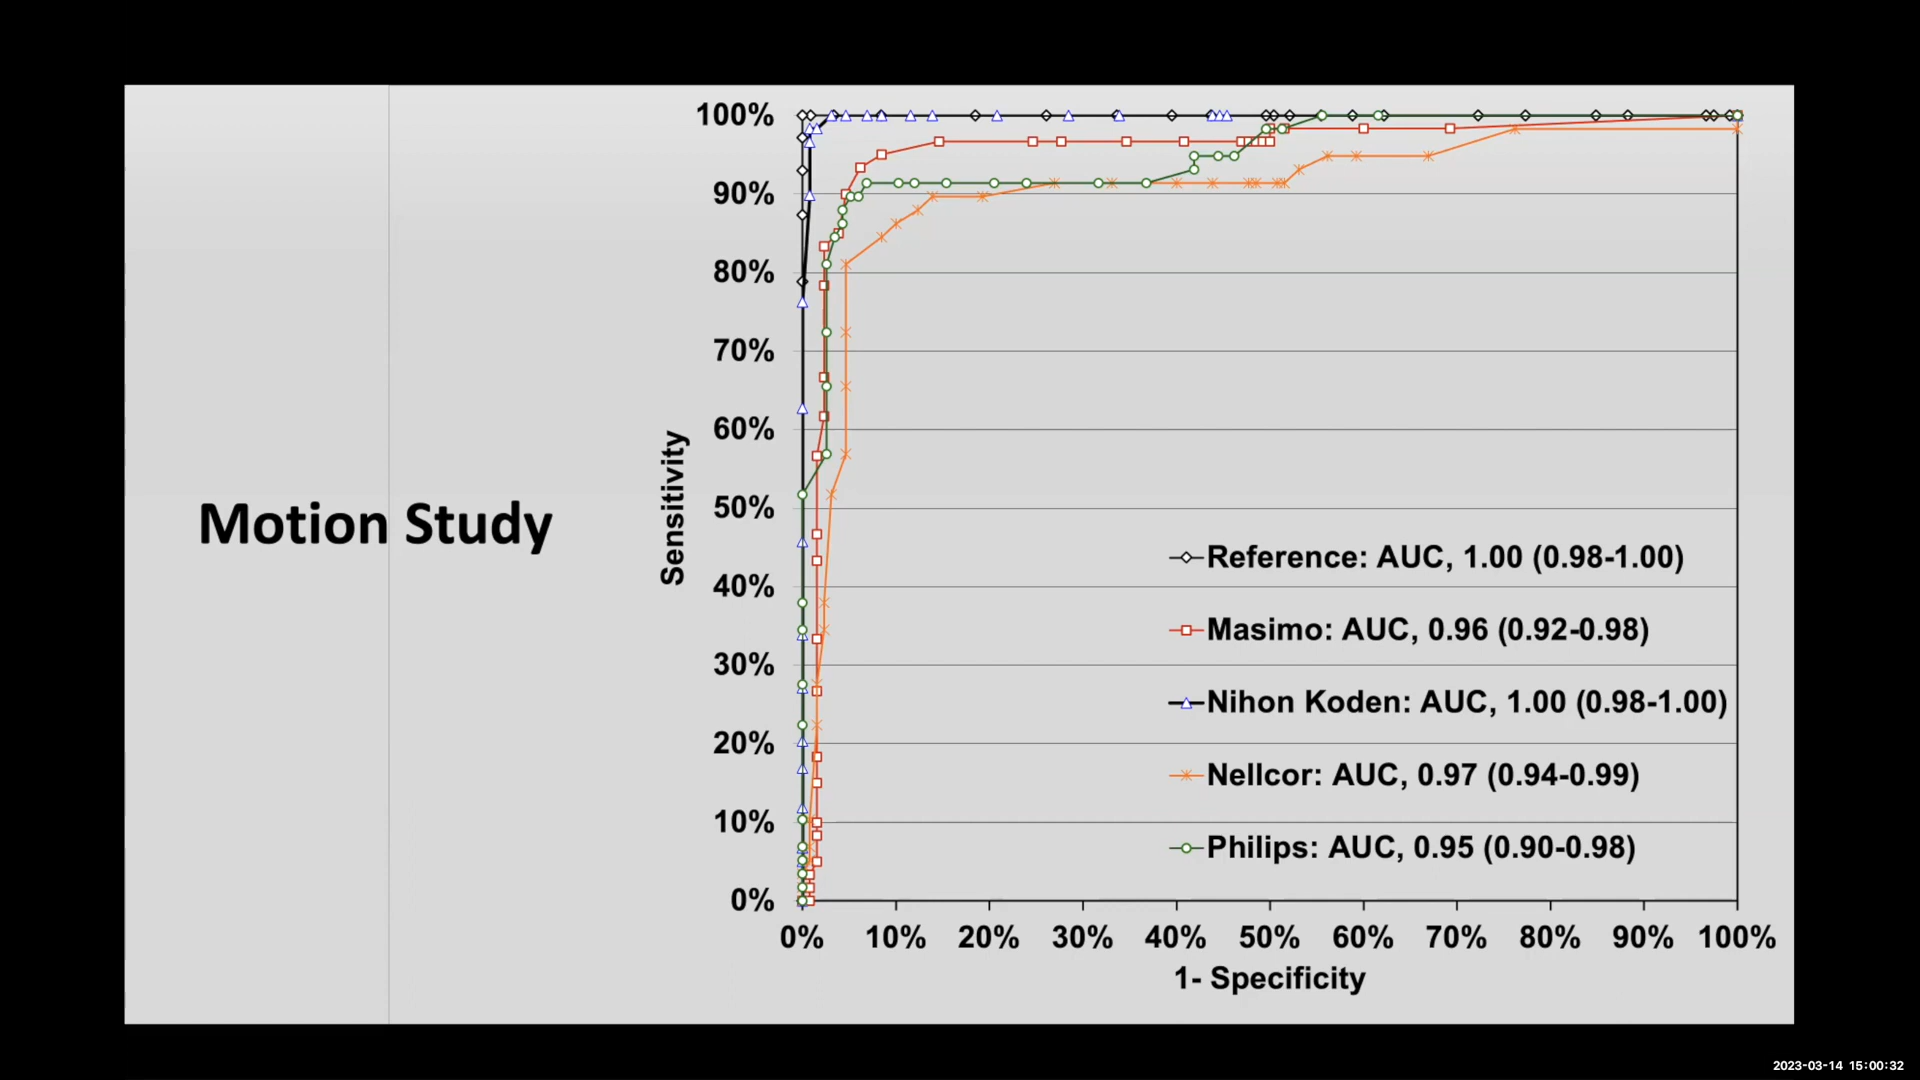 Motion Study
Sensitivity
100%
90%
80%
70%
60%
50%
40%
30%
20%
10%
0%
Reference: AUC, 1.00 (0.98-1.00)
Masimo: AUC, 0.96 (0.92-0.98)
Nihon Koden: AUC, 1.00 (0.98-1.00)
Nellcor: AUC, 0.97 (0.94-0.99)
Philips: AUC, 0.95 (0.90-0.98)
0% 10% 20% 30% 40% 50% 60% 70% 80% 90% 100%
1- Specificity
2023-03-14 15:00:32